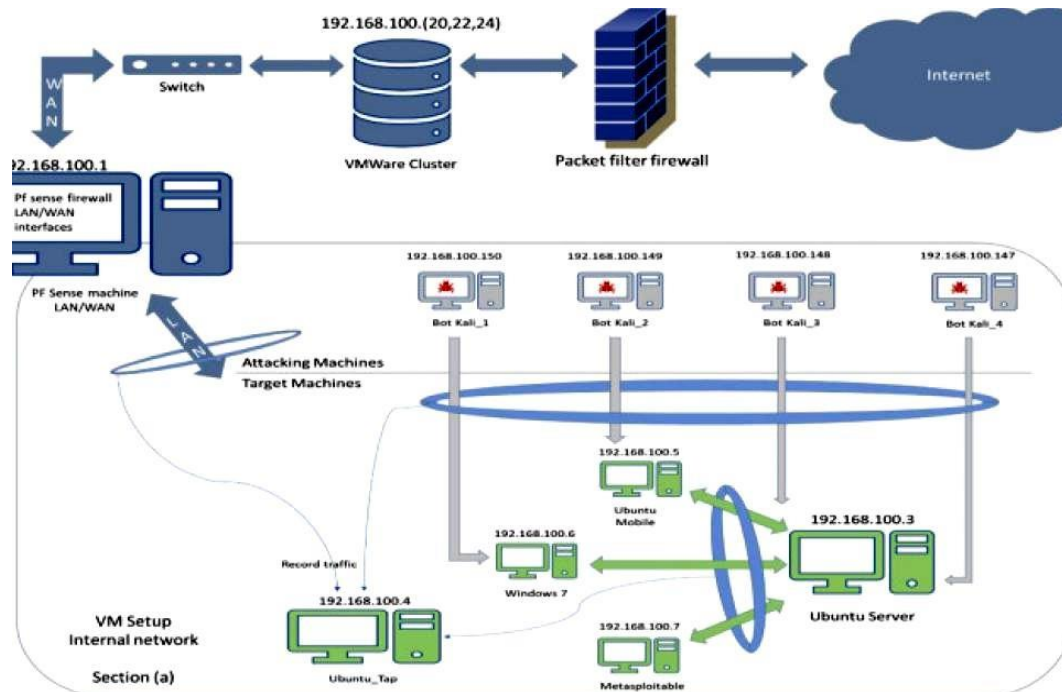 192.168.100.(20,22,24)
WAN
Switch
VMWare Cluster
Packet filter firewall
Internet
92.168.100.1
Pf sense firewall
LAN/WAN
interfaces
PF Sense machine
LAN/WAN
LAN
192.168.100.150
192.168.100.149
192.168.100.148
192.168.100.147
Bot Kali_1
Bot Kali_2
Bot Kali_3
Bot Kali_4
Attacking Machines
Target Machines
192.168.100.5
Ubuntu
Mobile
192.168.100.6
Windows 7
192.168.100.3
Ubuntu Server
Record traffic
192.168.100.4
Ubuntu_Tap
192.168.100.7
Metasploitable
VM Setup
Internal network
Section (a)